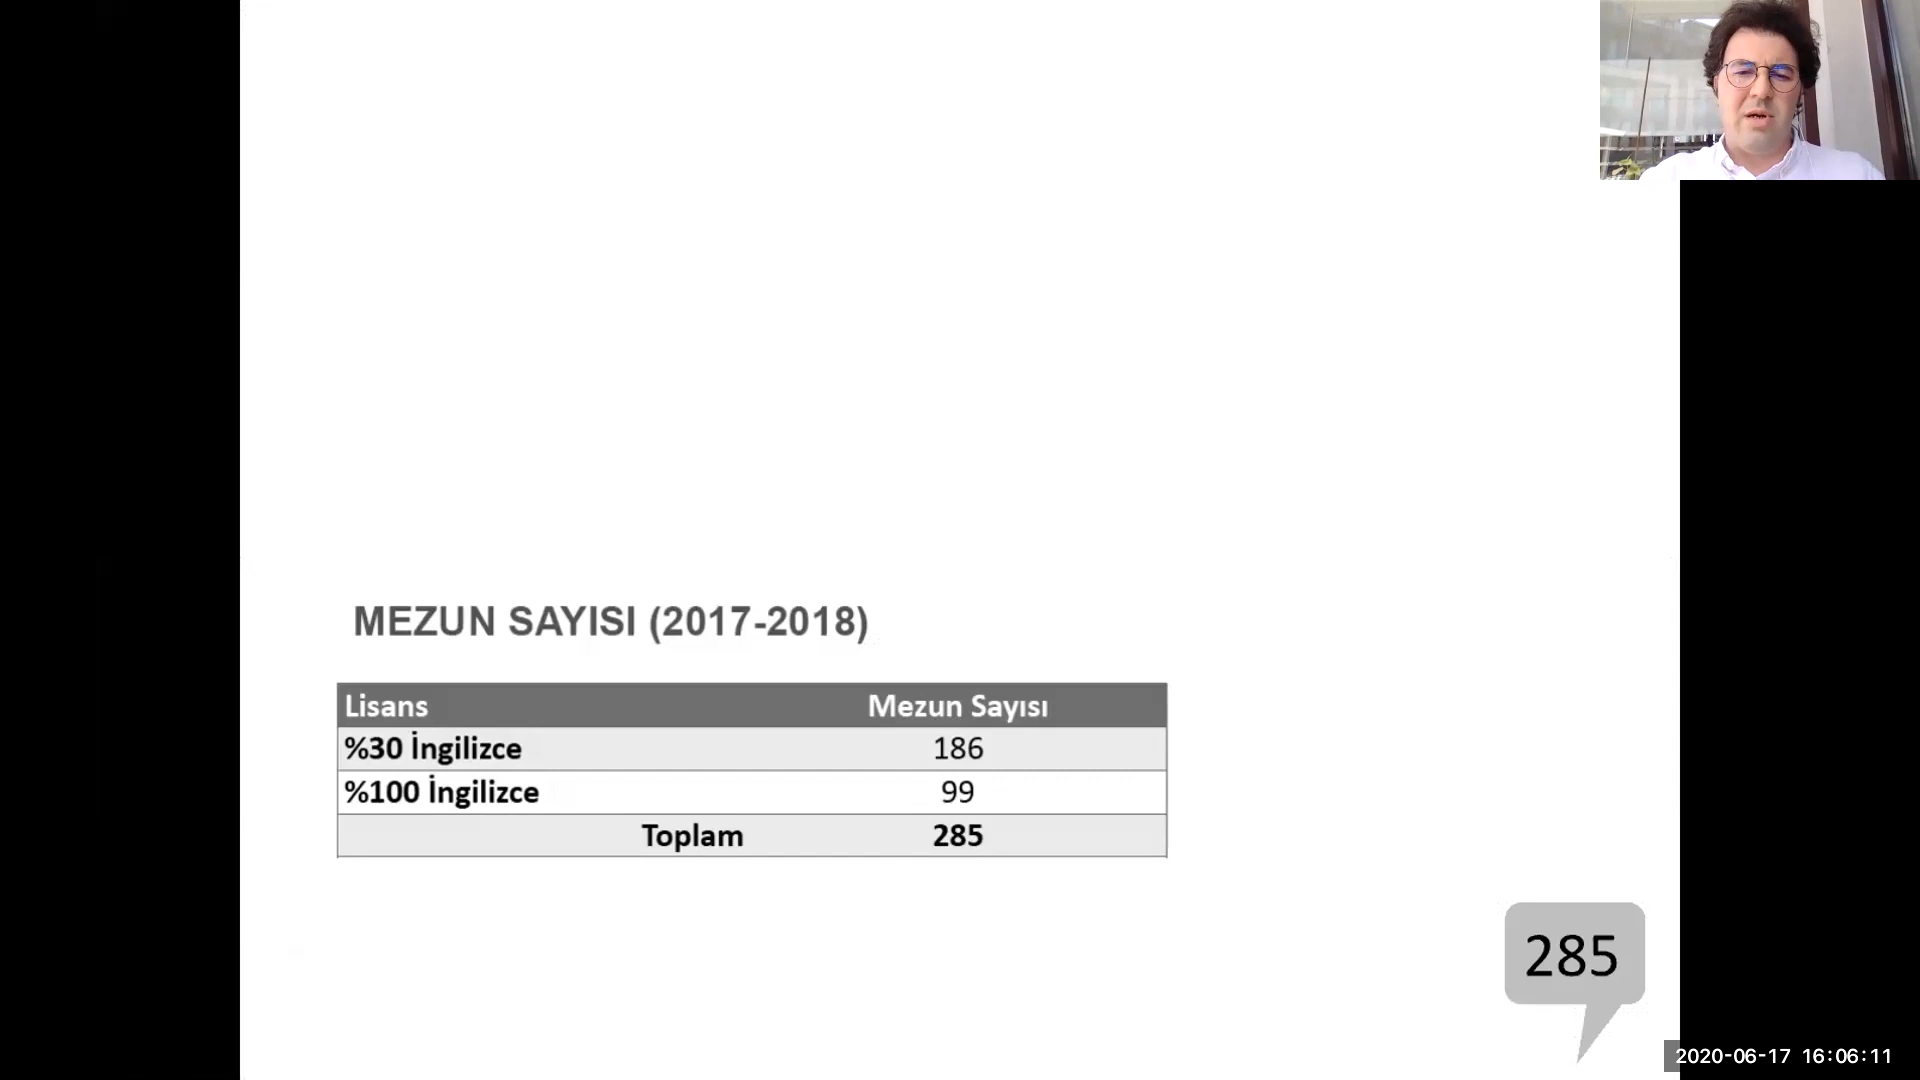 MEZUN SAYISI (2017-2018)
Lisans Mezun Sayısı
%30 İngilizce 186
%100 İngilizce 99
Toplam 285
285
2020-06-17 16:06:11